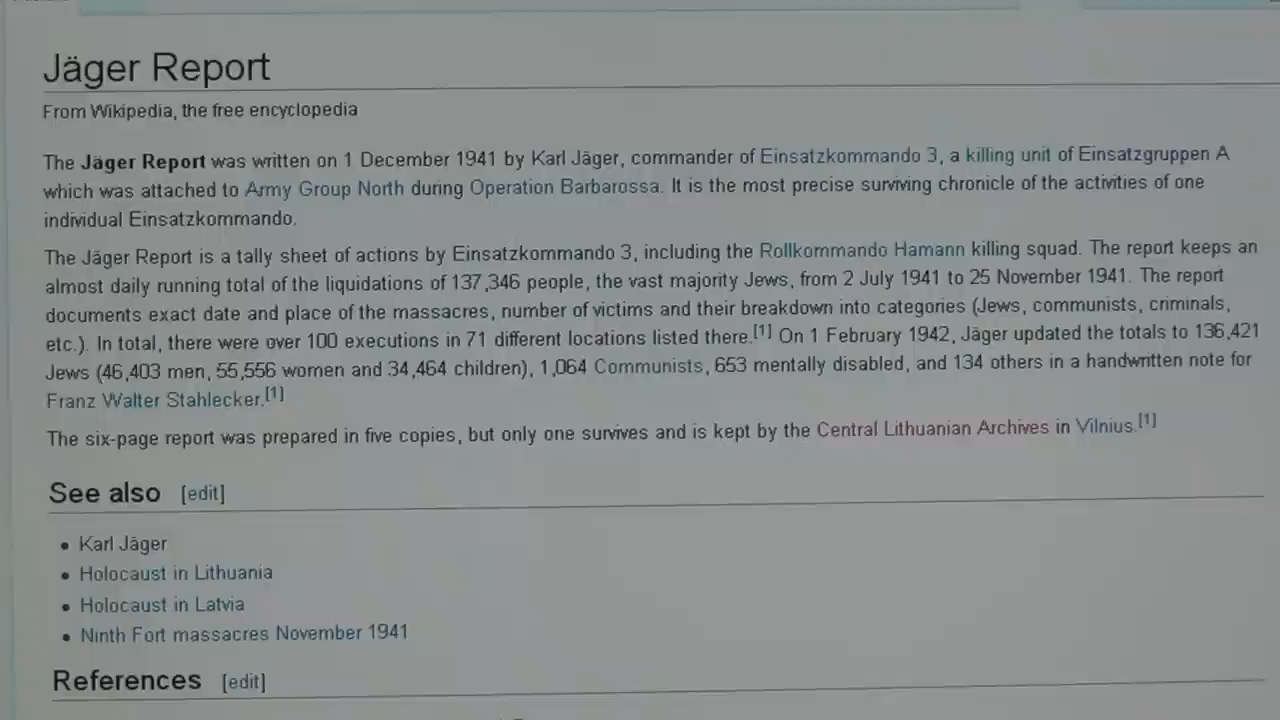 Jäger Report
From Wikipedia, the free encyclopedia
The Jäger Report was written on 1 December 1941 by Karl Jäger, commander of Einsatzkommando 3, a killing unit of Einsatzgruppen A
which was attached to Army Group North during Operation Barbarossa. It is the most precise surviving chronicle of the activities of one
individual Einsatzkommando.
The Jäger Report is a tally sheet of actions by Einsatzkommando 3, including the Rollkommando Hamann killing squad. The report keeps an
almost daily running total of the liquidations of 137,346 people, the vast majority Jews, from 2 July 1941 to 25 November 1941. The report
documents exact date and place of the massacres, number of victims and their breakdown into categories (Jews, communists, criminals,
etc.). In total, there were over 100 executions in 71 different locations listed there.[1] On 1 February 1942, Jäger updated the totals to 136,421
Jews (46,403 men, 55,556 women and 34,464 children), 1,064 Communists, 653 mentally disabled, and 134 others in a handwritten note for
Franz Walter Stahlecker.[1]
The six-page report was prepared in five copies, but only one survives and is kept by the Central Lithuanian Archives in Vilnius.[1]
See also [edit]
• Karl Jäger
• Holocaust in Lithuania
• Holocaust in Latvia
• Ninth Fort massacres November 1941
References [edit]